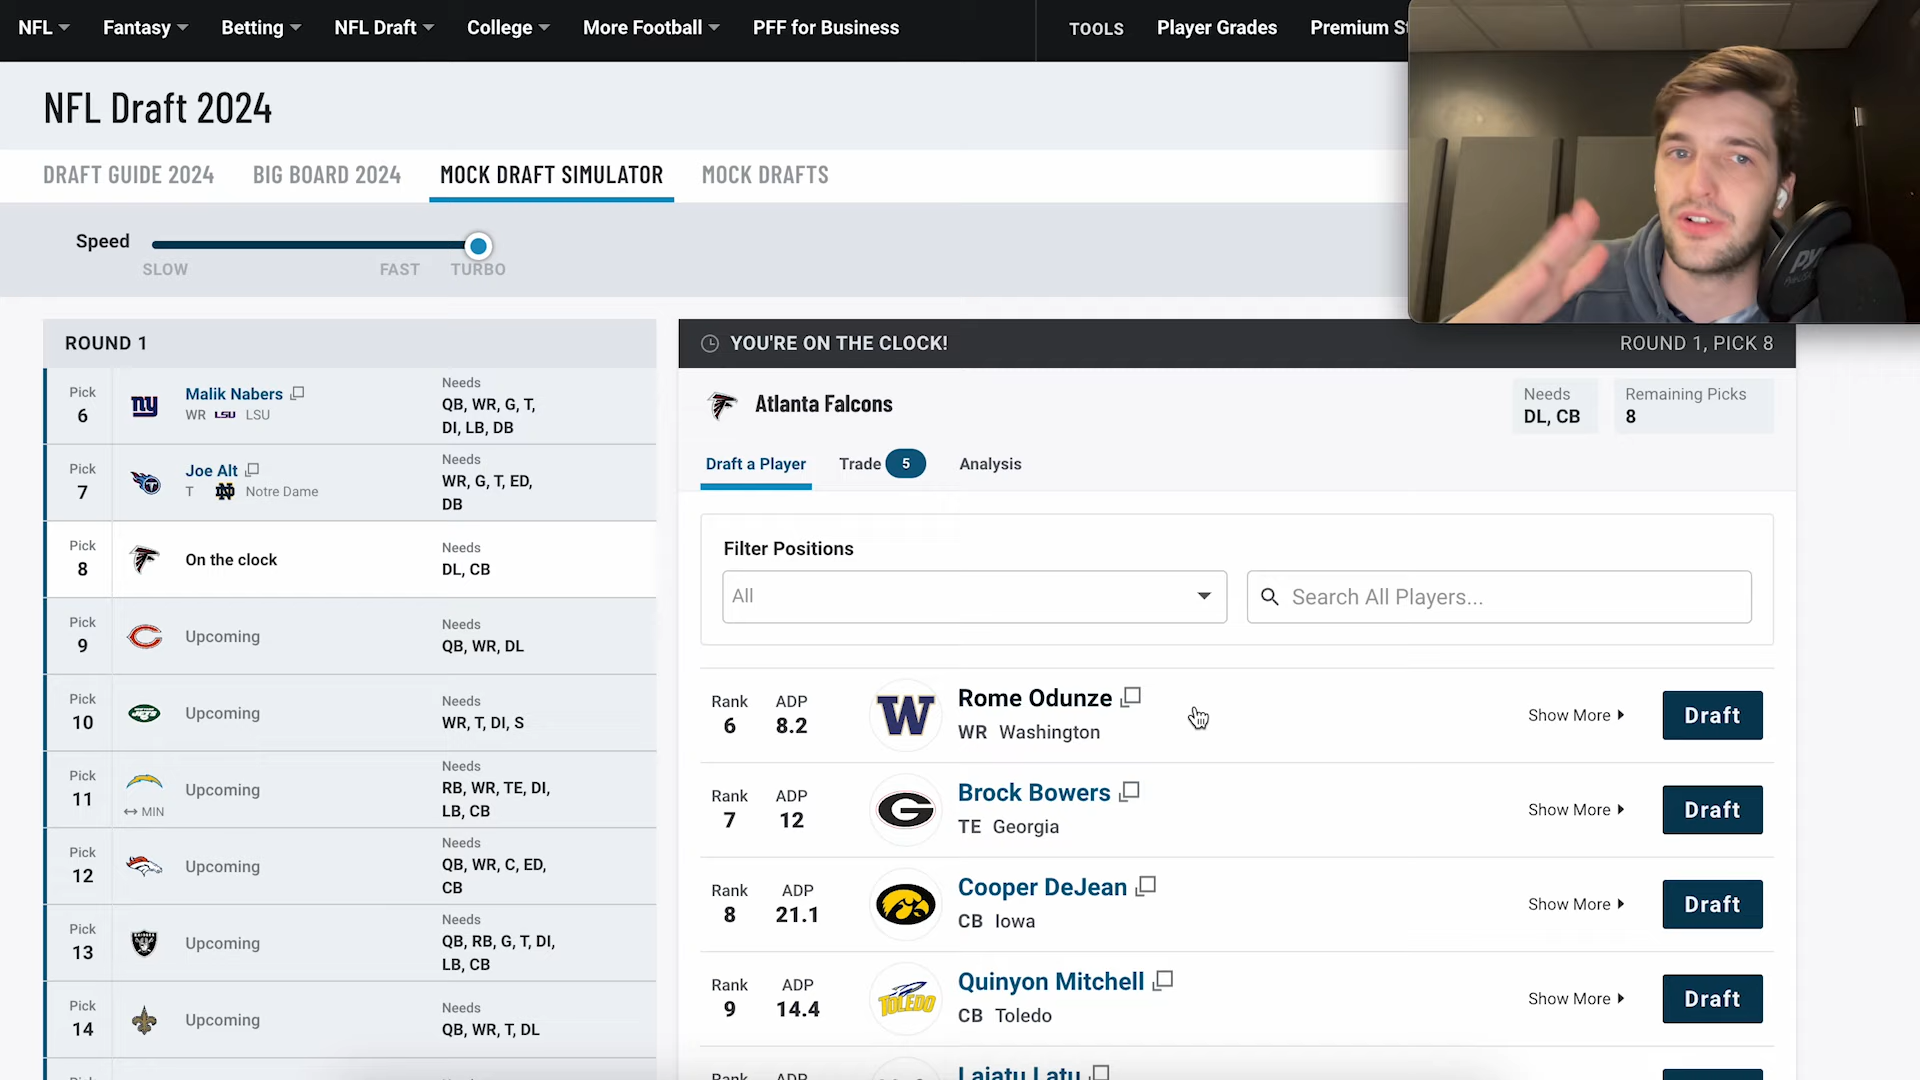 NFL Fantasy Betting NFL Draft College More Football PFF for Business TOOLS Player Grades Premium
NFL Draft 2024
DRAFT GUIDE 2024 BIG BOARD 2024 MOCK DRAFT SIMULATOR MOCK DRAFTS
Speed
SLOW FAST TURBO
ROUND 1
Pick 6
Malik Nabers
WR LSU LSU
Needs
QB, WR, G, T,
DI, LB, DB
Pick 7
Joe Alt
T ND Notre Dame
Needs
WR, G, T, ED,
DB
Pick 8
On the clock
Needs
DL, CB
Pick 9
Upcoming
Needs
QB, WR, DL
Pick 10
Upcoming
Needs
WR, T, DI, S
Pick 11
↔ MIN
Upcoming
Needs
RB, WR, TE, DI,
LB, CB
Pick 12
Upcoming
Needs
QB, WR, C, ED,
CB
Pick 13
Upcoming
Needs
QB, RB, G, T, DI,
LB, CB
Pick 14
Upcoming
Needs
QB, WR, T, DL
YOU'RE ON THE CLOCK! ROUND 1, PICK 8
Atlanta Falcons
Needs
DL, CB
Remaining Picks
8
Draft a Player Trade 5 Analysis
Filter Positions
All Search All Players...
Rank 6 ADP 8.2
W
Rome Odunze
WR Washington
Show More Draft
Rank 7 ADP 12
G
Brock Bowers
TE Georgia
Show More Draft
Rank 8 ADP 21.1
Cooper DeJean
CB Iowa
Show More Draft
Rank 9 ADP 14.4
TOLEDO
Quinyon Mitchell
CB Toledo
Show More Draft
Rank ADP
Laiatu Latu